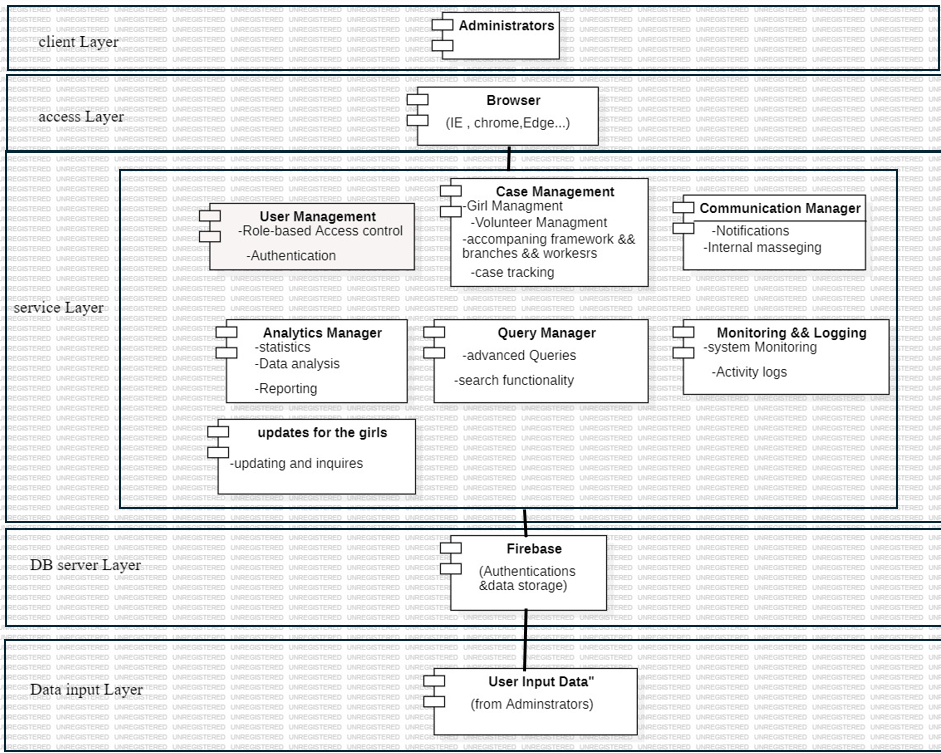 client Layer
Administrators
access Layer
Browser
(IE , chrome,Edge...)
service Layer
User Management
-Role-based Access control
-Authentication
Case Management
-Girl Managment
-Volunteer Managment
-accompaning framework &&
branches && workesrs
-case tracking
Communication Manager
-Notifications
-Internal masseging
Analytics Manager
-statistics
-Data analysis
-Reporting
Query Manager
-advanced Queries
-search functionality
Monitoring && Logging
-system Monitoring
-Activity logs
updates for the girls
-updating and inquires
DB server Layer
Firebase
(Authentications
&data storage)
Data input Layer
User Input Data"
(from Adminstrators)
UNREGISTERED